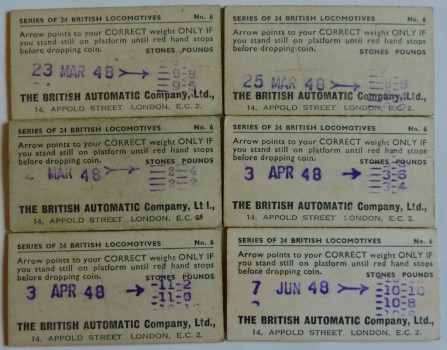 SERIES OF 24 BRITISH LOCOMOTIVES No. 6
Arrow points to your CORRECT weight ONLY IF
you stand still on platform until red hand stops
before dropping coin. STONES POUNDS
23 MAR 48
THE BRITISH AUTOMATIC Company, Ltd.,
14, APPOLD STREET LONDON, E.C. 2.
SERIES OF 24 BRITISH LOCOMOTIVES No. 6
Arrow points to your CORRECT weight ONLY IF
you stand still on platform until red hand stops
before dropping coin. STONES POUNDS
25 MAR 48
THE BRITISH AUTOMATIC Company, Ltd.,
14, APPOLD STREET, LONDON, E.C. 2.
SERIES OF 24 BRITISH LOCOMOTIVES No. 6
Arrow points to your CORRECT weight ONLY IF
you stand still on platform until red hand stops
before dropping coin. STONES POUNDS
MAR 48
2-4
2-2
THE BRITISH AUTOMATIC Company, Lt l.,
14, APPOLD STREET, LONDON, E.C. 2.
SERIES OF 24 BRITISH LOCOMOTIVES No. 6
Arrow points to your CORRECT weight ONLY IF
you stand still on platform until red hand stops
before dropping coin. STONES POUNDS
3 APR 48
3-6
3-4
THE BRITISH AUTOMATIC Company, Ltd.,
14, APPOLD STREET, LONDON, E.C. 2.
SERIES OF 24 BRITISH LOCOMOTIVES No. 6
Arrow points to your CORRECT weight ONLY IF
you stand still on platform until red hand stops
before dropping coin. STONES POUNDS
3 APR 48
11-2
11-0
THE BRITISH AUTOMATIC Company, Ltd.,
14, APPOLD STREET, LONDON, E.C. 2.
SERIES OF 24 BRITISH LOCOMOTIVES No. 6
Arrow points to your CORRECT weight ONLY IF
you stand still on platform until red hand stops
before dropping coin. STONES POUNDS
7 JUN 48
10-10
10-8
THE BRITISH AUTOMATIC Company, Ltd.,
14, APPOLD STREET, LONDON, E.C. 2.